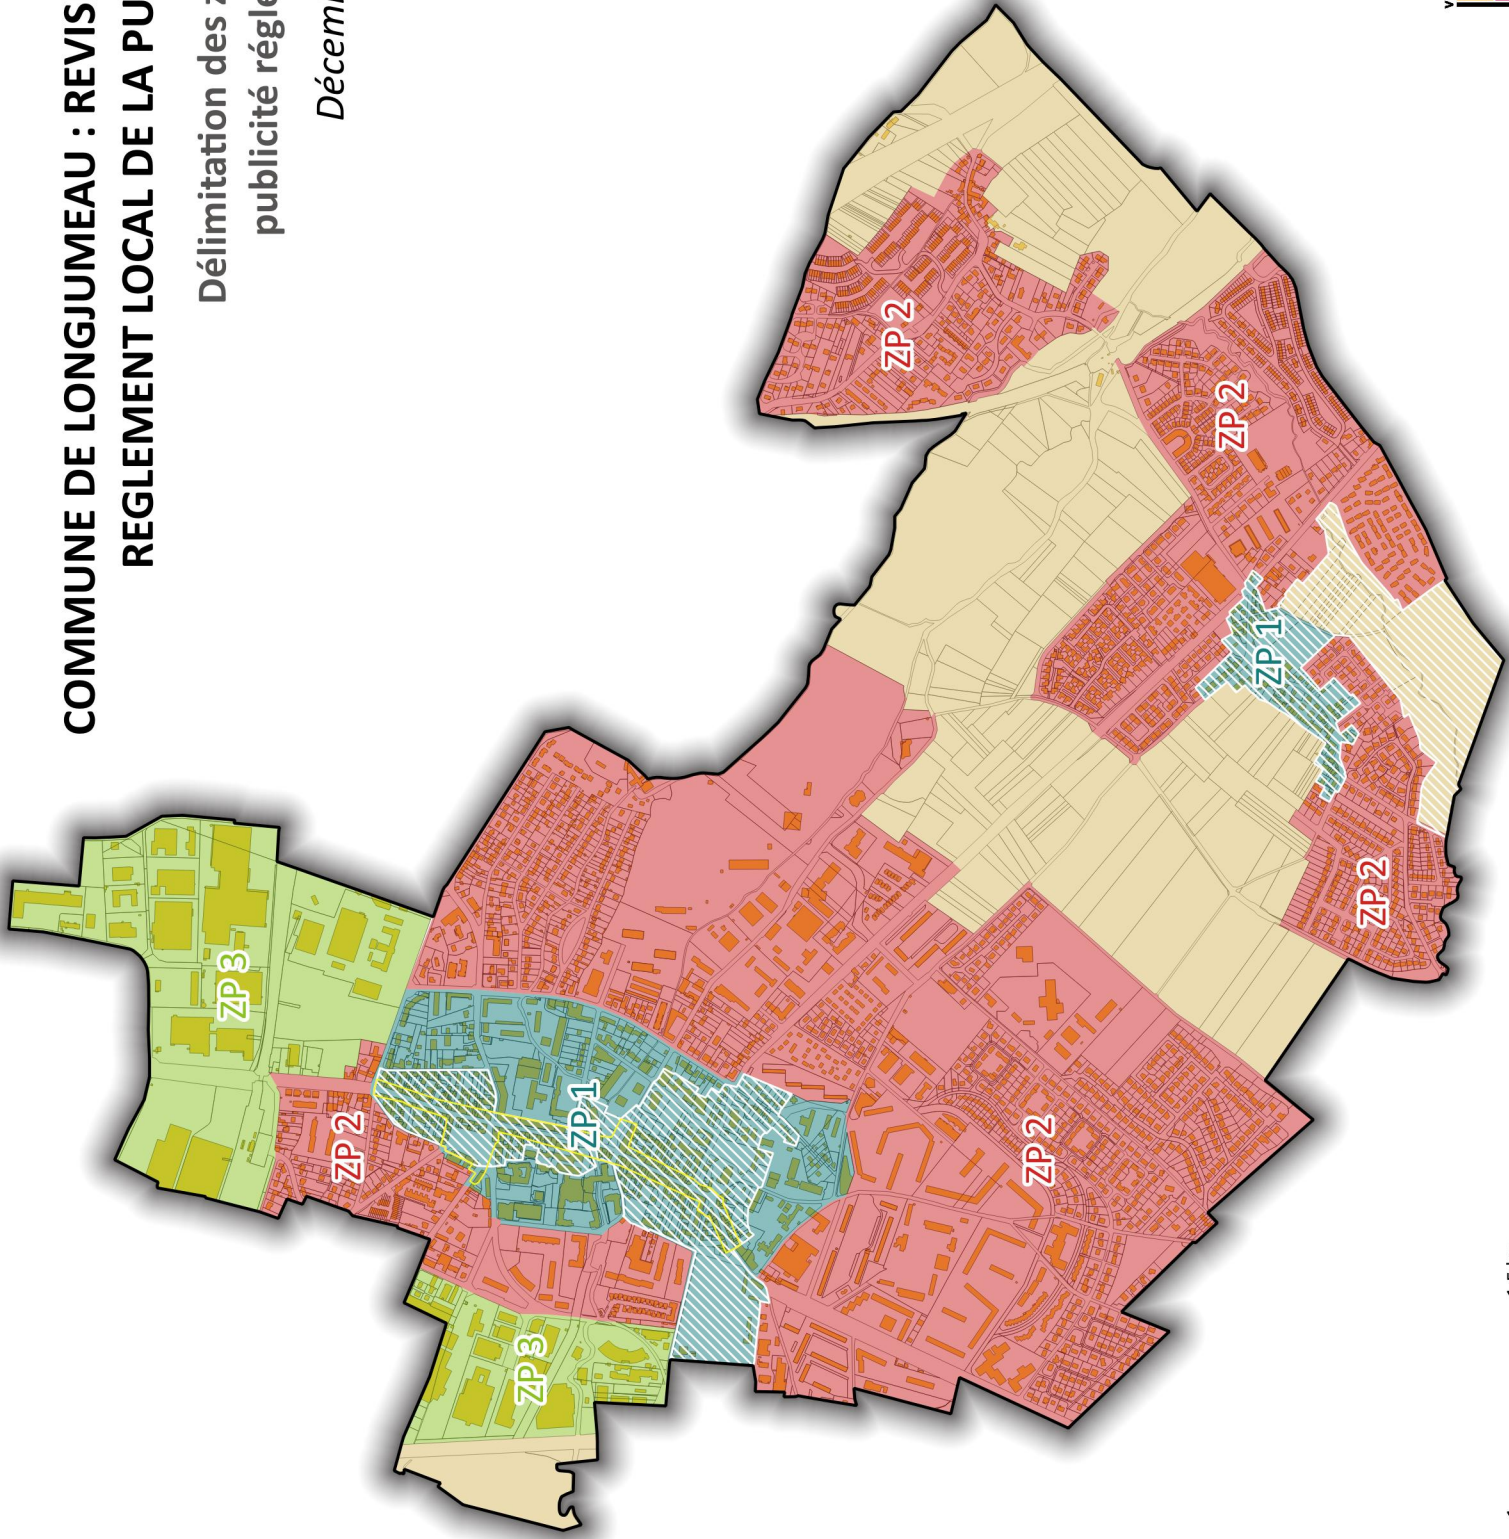 COMMUNE DE LONGJUMEAU : REVIS
REGLEMENT LOCAL DE LA PU
Délimitation des
publicité régle
Décem
ZP 3
ZP 2
ZP 1
ZP 3
ZP 2
ZP 2
ZP 2
ZP 1
ZP 2